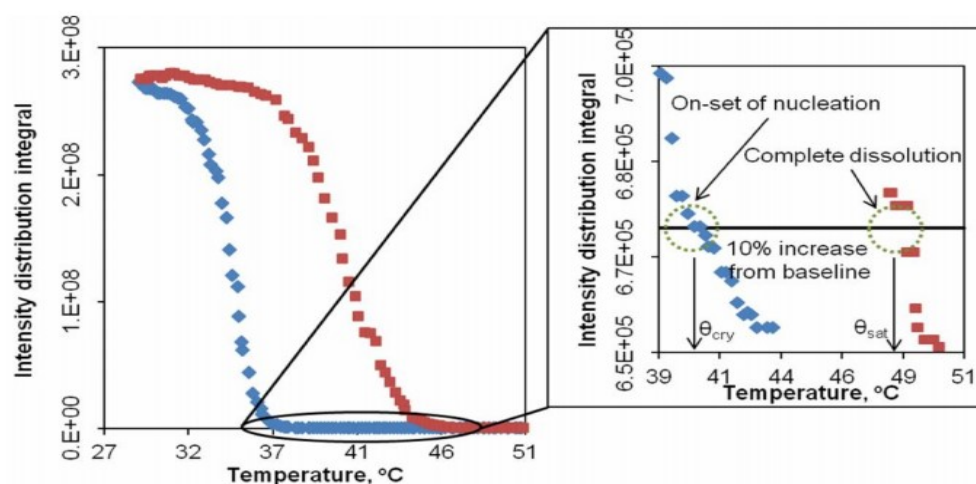 3.E+08
2.E+08
1.E+08
0.E+00
Intensity distribution integral
27 32 37 41 46 51
Temperature, °C
7.0E+05
6.8E+05
6.7E+05
6.5E+05
Intensity distribution integral
On-set of nucleation
Complete dissolution
10% increase
from baseline
θcry
θsat
39 41 44 46 49 51
Temperature, °C